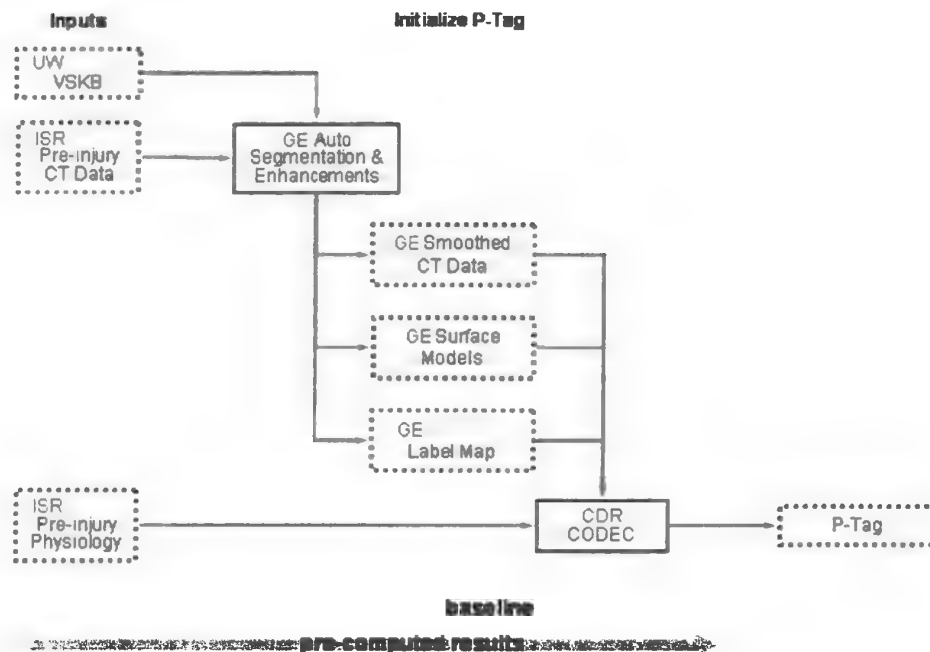 Inputs
Initialize P-Tag
UW
VSKB
ISR
Pre-injury
CT Data
GE Auto
Segmentation &
Enhancements
GE Smoothed
CT Data
GE Surface
Models
GE
Label Map
ISR
Pre-injury
Physiology
CDR
CODEC
P-Tag
baseline
pre-computed results